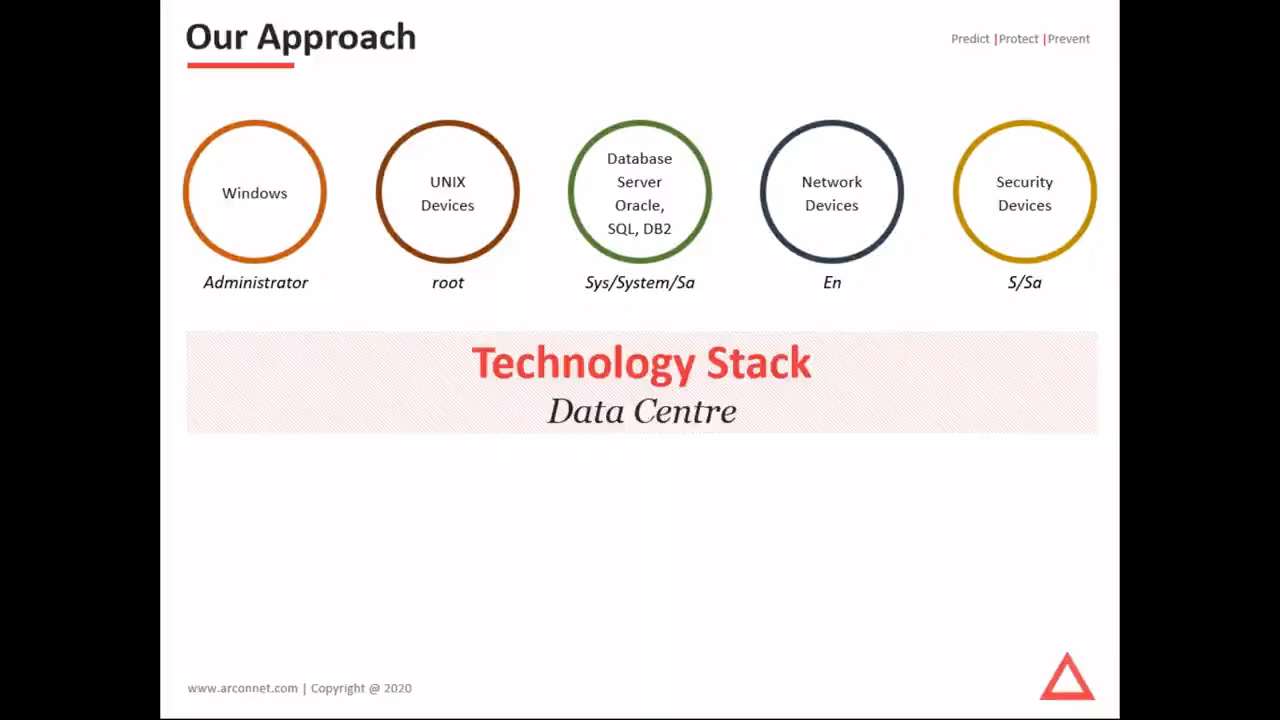 Our Approach
Predict |Protect |Prevent
Windows
UNIX
Devices
Database
Server
Oracle,
SQL, DB2
Network
Devices
Security
Devices
Administrator
root
Sys/System/Sa
En
S/Sa
Technology Stack
Data Centre
www.arconnet.com | Copyright @ 2020